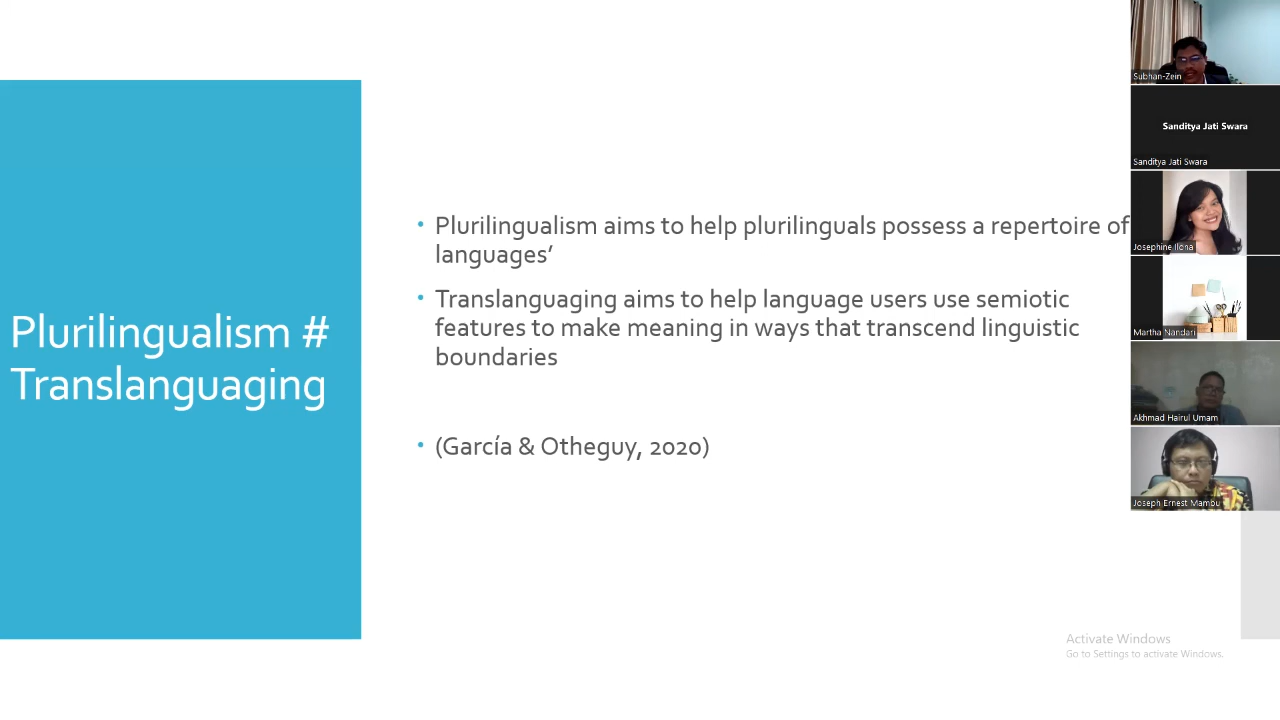 Plurilingualism #
Translanguaging
• Plurilingualism aims to help plurilinguals possess a repertoire of
languages’
• Translanguaging aims to help language users use semiotic
features to make meaning in ways that transcend linguistic
boundaries
• (García & Otheguy, 2020)
Subhan-Zein
Sanditya Jati Swara
Sanditya Jati Swara
Josephine Ilona
Martha Nandari
Akhmad Hairul Umam
Joseph Ernest Mambu
Activate Windows
Go to Settings to activate Windows.